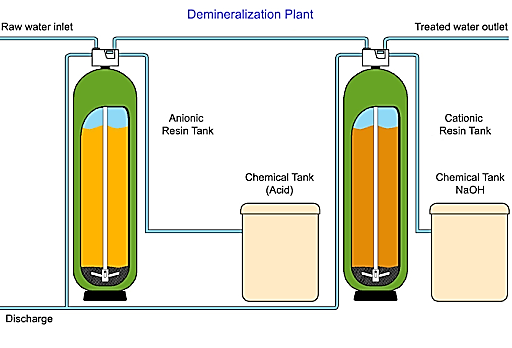 Demineralization Plant
Raw water inlet
Treated water outlet
Anionic
Resin Tank
Cationic
Resin Tank
Chemical Tank
(Acid)
Chemical Tank
NaOH
Discharge